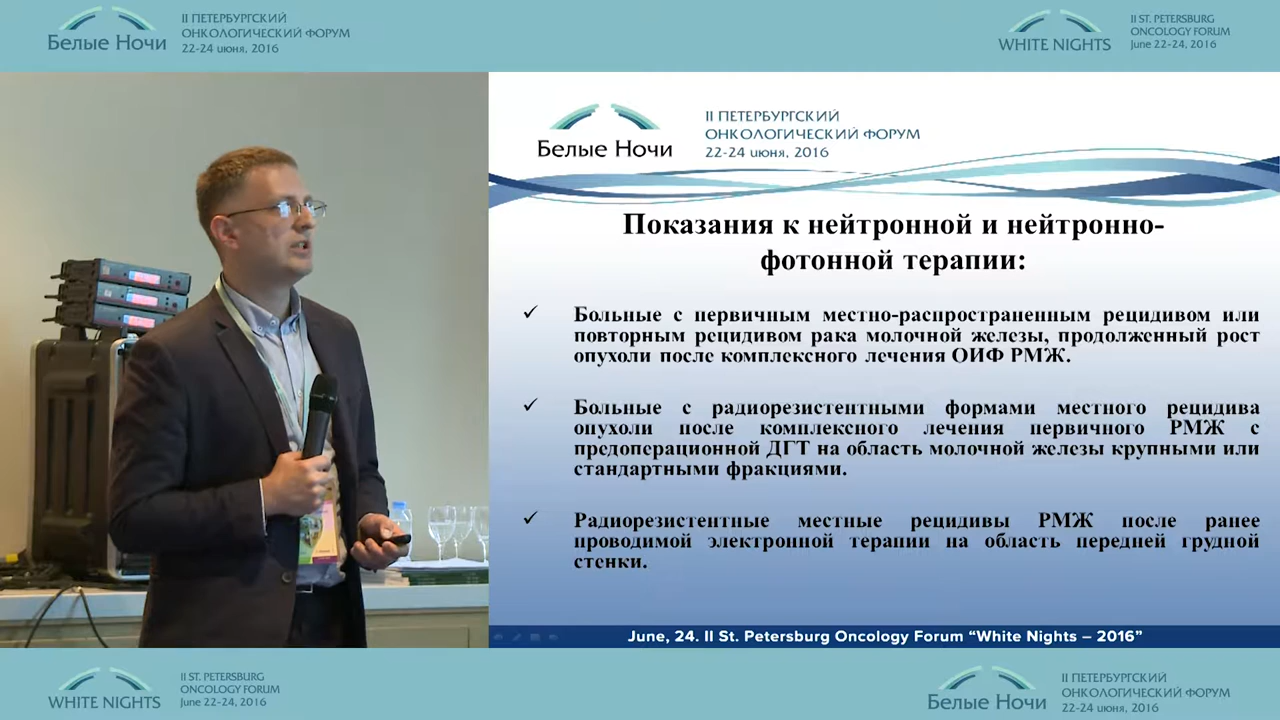 Белые Ночи
II ПЕТЕРБУРГСКИЙ
ОНКОЛОГИЧЕСКИЙ ФОРУМ
22-24 июня, 2016
WHITE NIGHTS
II ST. PETERSBURG
ONCOLOGY FORUM
June 22-24, 2016
Белые Ночи
II ПЕТЕРБУРГСКИЙ
ОНКОЛОГИЧЕСКИЙ ФОРУМ
22-24 июня, 2016
Показания к нейтронной и нейтронно-
фотонной терапии:
Больные с первичным местно-распространенным рецидивом или
повторным рецидивом рака молочной железы, продолженный рост
опухоли после комплексного лечения ОИФ РМЖ.
Больные с радиорезистентными формами местного рецидива
опухоли после комплексного лечения первичного РМЖ с
предоперационной ДГТ на область молочной железы крупными или
стандартными фракциями.
Радиорезистентные местные рецидивы РМЖ после ранее
проводимой электронной терапии на область передней грудной
стенки.
June, 24. II St. Petersburg Oncology Forum “White Nights – 2016”
WHITE NIGHTS
II ST. PETERSBURG
ONCOLOGY FORUM
June 22-24, 2016
Белые Ночи
II ПЕТЕРБУРГСКИЙ
ОНКОЛОГИЧЕСКИЙ ФОРУМ
22-24 июня, 2016